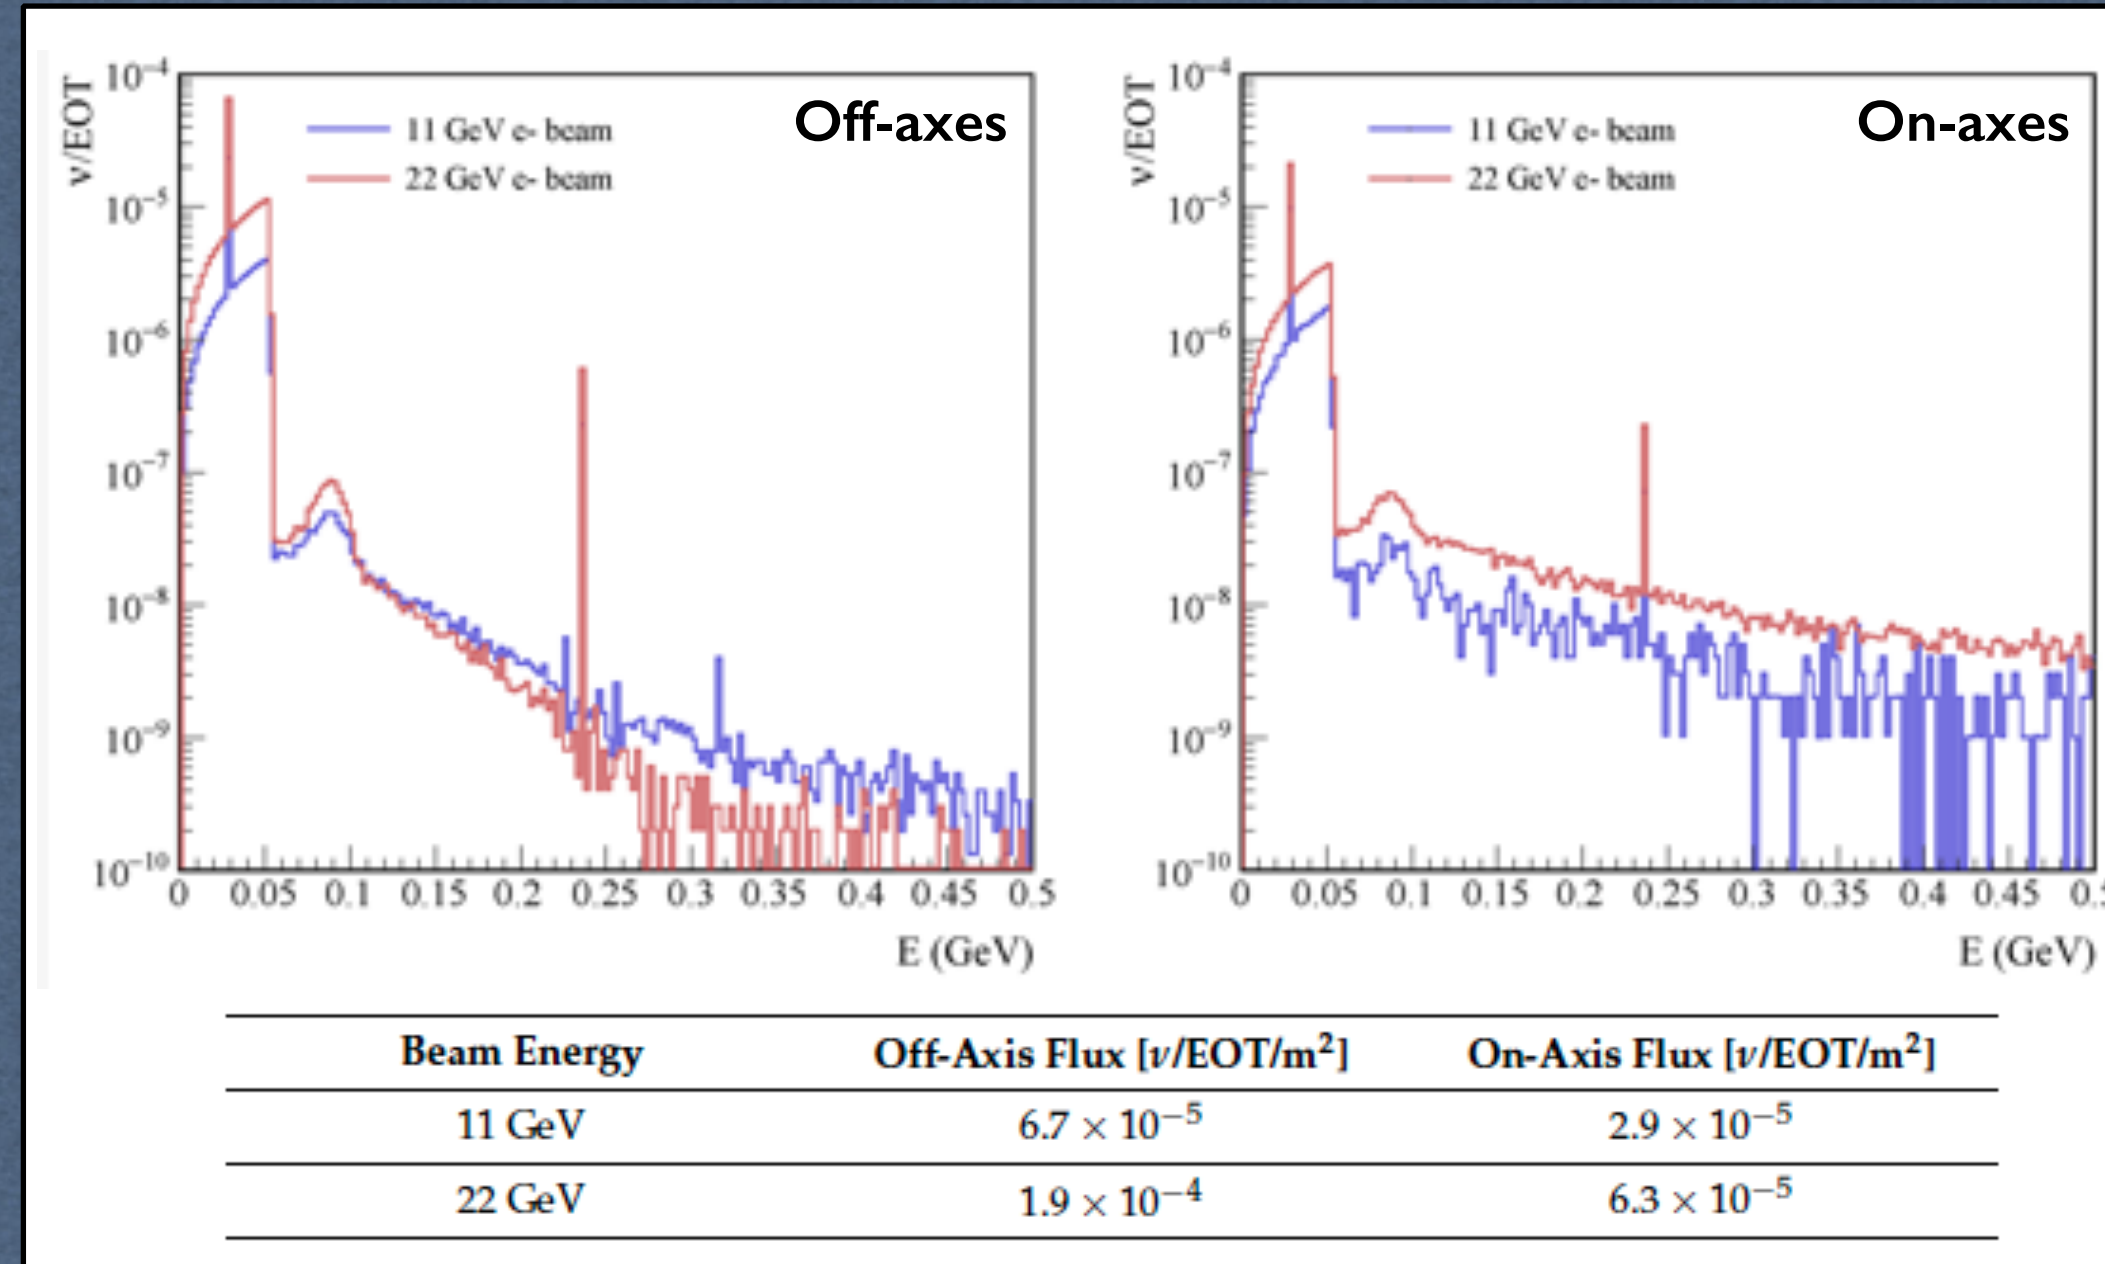 Off-axes
ν/EOT
11 GeV e- beam
22 GeV e- beam
10⁻⁴
10⁻⁵
10⁻⁶
10⁻⁷
10⁻⁸
10⁻⁹
10⁻¹⁰
0 0.05 0.1 0.15 0.2 0.25 0.3 0.35 0.4 0.45 0.5
E (GeV)
On-axes
ν/EOT
11 GeV e- beam
22 GeV e- beam
10⁻⁴
10⁻⁵
10⁻⁶
10⁻⁷
10⁻⁸
10⁻⁹
10⁻¹⁰
0 0.05 0.1 0.15 0.2 0.25 0.3 0.35 0.4 0.45
E (GeV)
Beam Energy Off-Axis Flux [ν/EOT/m²] On-Axis Flux [ν/EOT/m²]
11 GeV 6.7 × 10⁻⁵ 2.9 × 10⁻⁵
22 GeV 1.9 × 10⁻⁴ 6.3 × 10⁻⁵